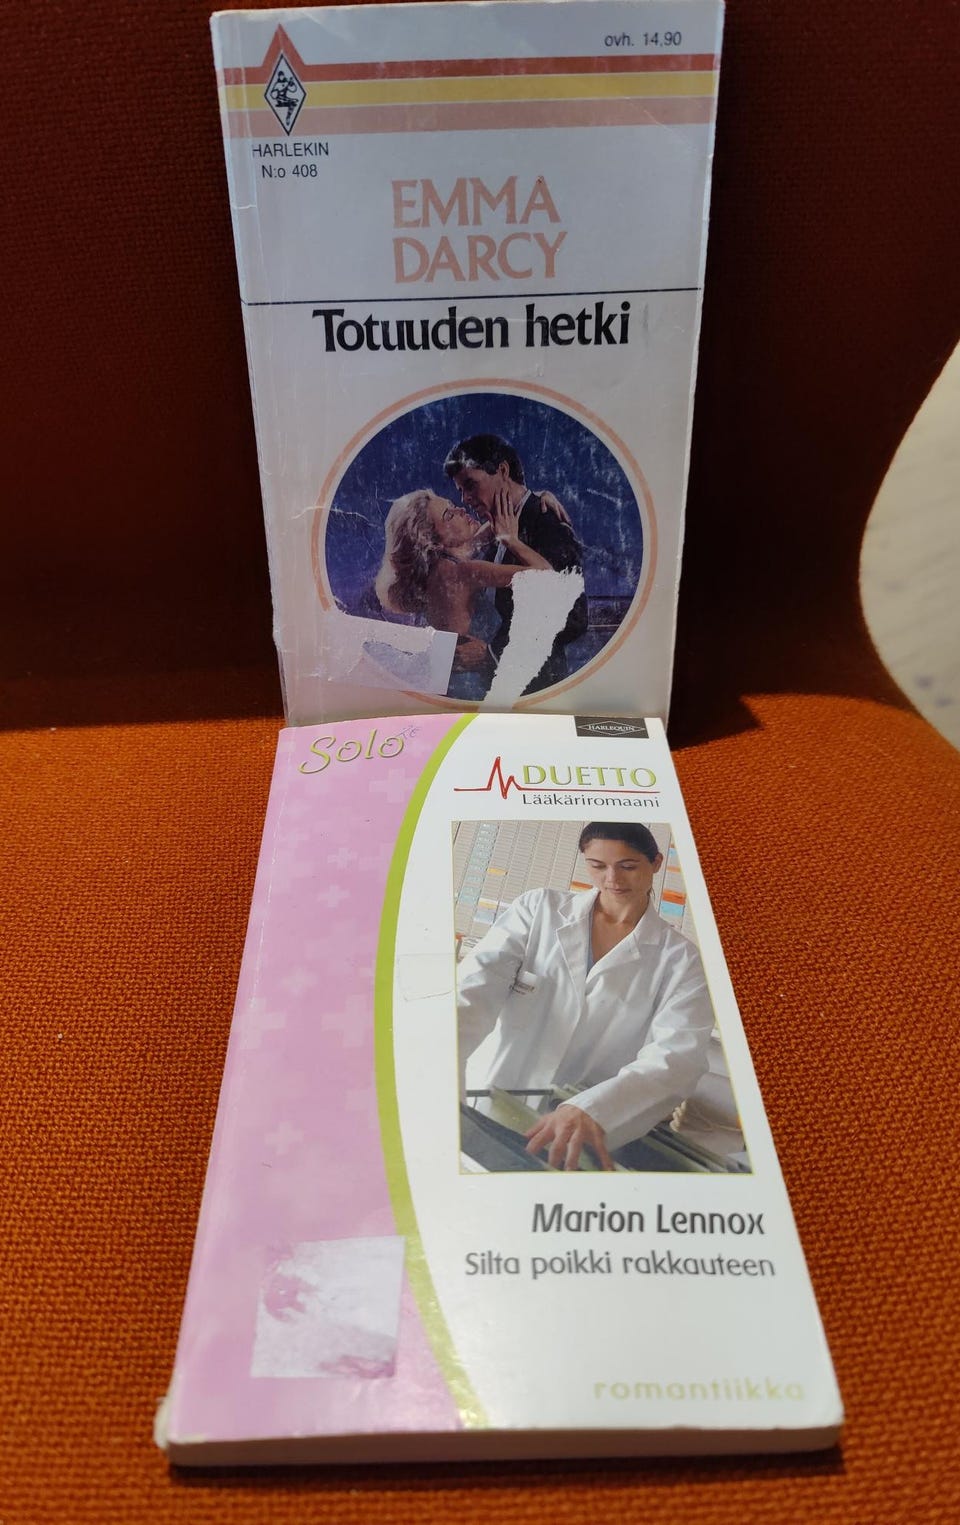 ovh. 14,90
HARLEKIN
N:o 408
EMMA
DARCY
Totuuden hetki
Solo
HARLEQUIN
DUETTO
Lääkäriromaani
Marion Lennox
Silta poikki rakkauteen
romantiikka